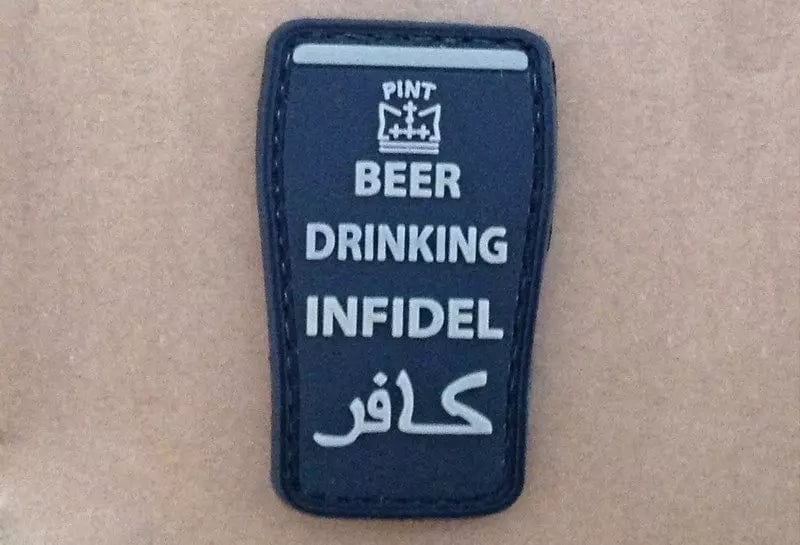 PINT
BEER
DRINKING
INFIDEL
كافر